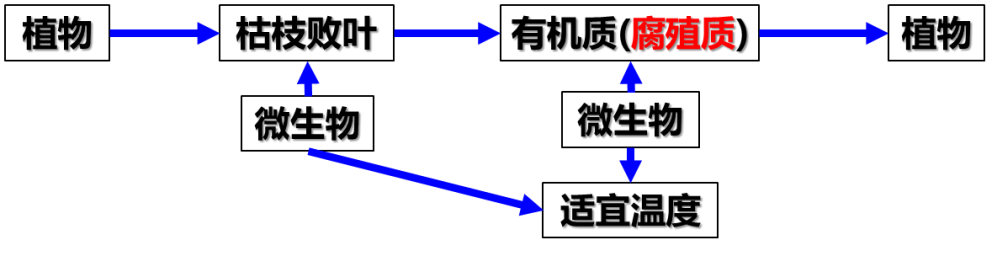 植物
枯枝败叶
有机质(腐殖质)
植物
微生物
微生物
适宜温度